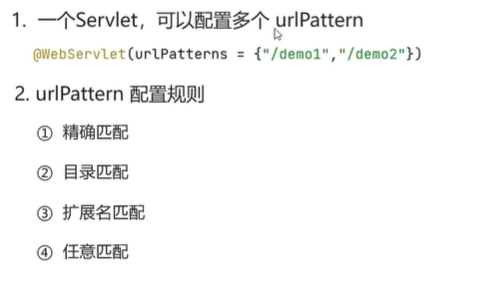 1. 一个Servlet，可以配置多个 urlPattern
@WebServlet(urlPatterns = {"/demo1","/demo2"})
2. urlPattern 配置规则
① 精确匹配
② 目录匹配
③ 扩展名匹配
④ 任意匹配